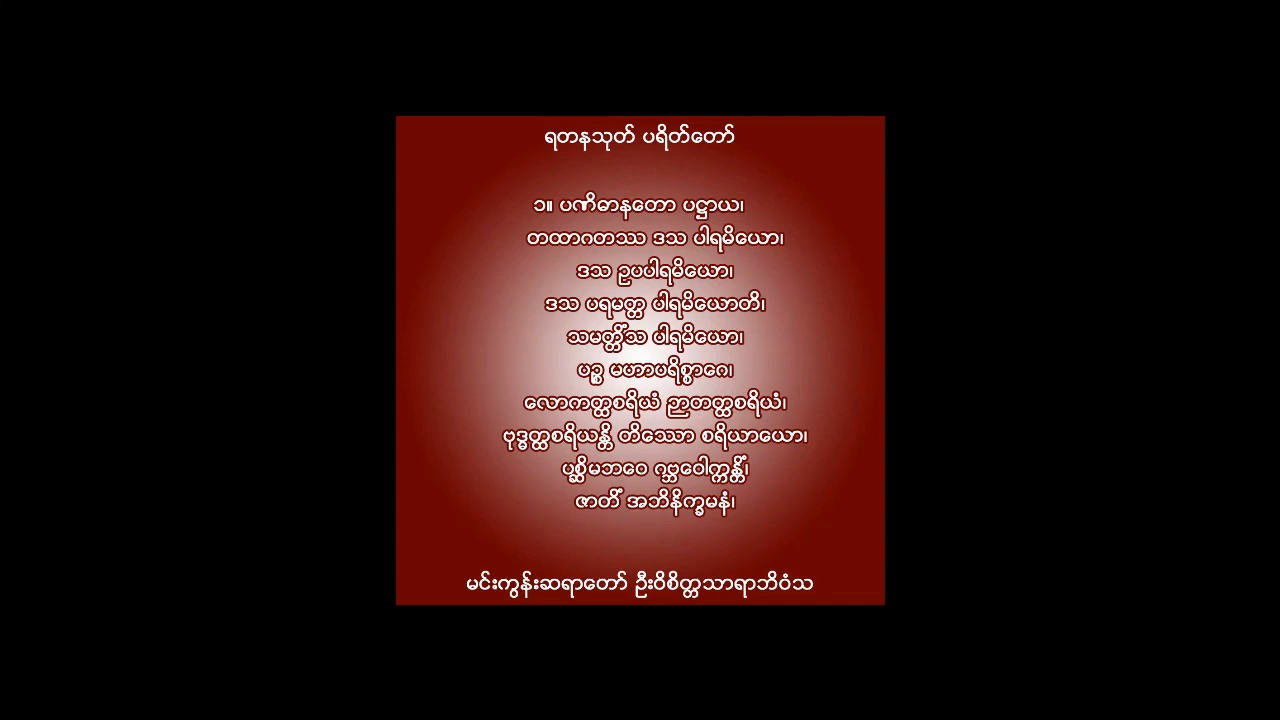 ရတနသုတ် ပရိတ်တော်
၁။ ပဏိဓာနတော ပဋ္ဌာယ၊
တထာဂတဿ ဒသ ပါရမိယော၊
ဒသ ဥပပါရမိယော၊
ဒသ ပရမတ္ထ ပါရမိယောတိ၊
သမတ္တိံသ ပါရမိယော၊
ပဉ္စ မဟာပရိစ္စာဂေ၊
လောကတ္ထစရိယံ ဉာတတ္ထစရိယံ၊
ဗုဒ္ဓတ္ထစရိယန္တိ တိဿော စရိယာယော၊
ပစ္ဆိမဘဝေ ဂဗ္ဘဝေါက္ကန္တိံ၊
ဇာတိံ အဘိနိက္ခမနံ၊
မင်းကွန်းဆရာတော် ဦးဝိစိတ္တသာရာဘိဝံသ